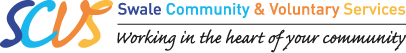 SCVS Swale Community & Voluntary Services
Working in the heart of your community